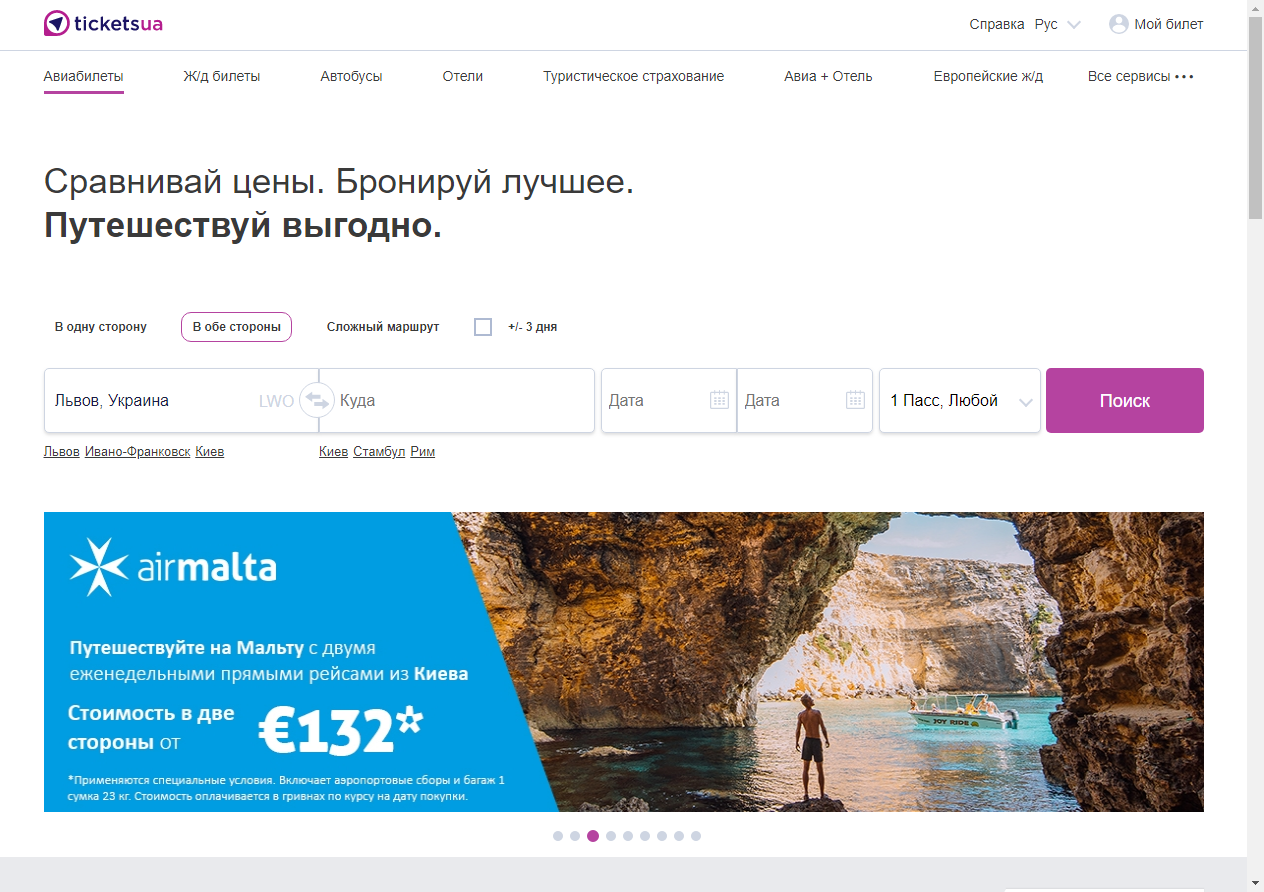 ticketsua
Справка Рус Мой билет
Авиабилеты Ж/д билеты Автобусы Отели Туристическое страхование Авиа + Отель Европейские ж/д Все сервисы •••
Сравнивай цены. Бронируй лучшее.
Путешествуй выгодно.
В одну сторону В обе стороны Сложный маршрут +/- 3 дня
Львов, Украина LWO Куда Дата Дата 1 Пасс, Любой Поиск
Львов Ивано-Франковск Киев Киев Стамбул Рим
airmalta
Путешествуйте на Мальту с двумя
еженедельными прямыми рейсами из Киева
Стоимость в две
стороны от €132*
*Применяются специальные условия. Включает аэропортовые сборы и багаж 1
сумка 23 кг. Стоимость оплачивается в гривнах по курсу на дату покупки.
JOY RIDE